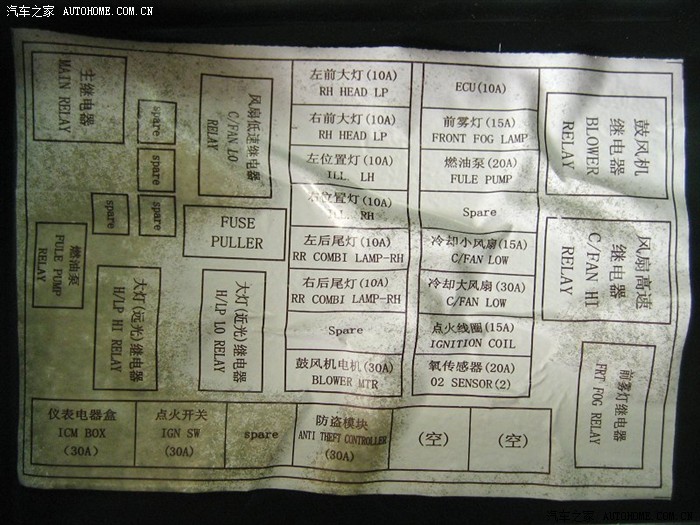 汽车之家 AUTOHOME.COM.CN
主继电器
MAIN RELAY
spare
spare
spare
spare
风扇低速继电器
C/FAN LO
RELAY
FUSE
PULLER
燃油泵
FULE PUMP
RELAY
大灯(远光)继电器
H/LP HI RELAY
大灯(近光)继电器
H/LP LO RELAY
左前大灯(10A)
RH HEAD LP
右前大灯(10A)
RH HEAD LP
左位置灯(10A)
ILL. LH
右位置灯(10A)
ILL. RH
左后尾灯(10A)
RR COMBI LAMP-RH
右后尾灯(10A)
RR COMBI LAMP-RH
Spare
鼓风机电机(30A)
BLOWER MTR
ECU(10A)
前雾灯(15A)
FRONT FOG LAMP
燃油泵(20A)
FULE PUMP
Spare
冷却小风扇(15A)
C/FAN LOW
冷却大风扇(30A)
C/FAN LOW
点火线圈(15A)
IGNITION COIL
氧传感器(20A)
02 SENSOR(2)
鼓风机
继电器
BLOWER
RELAY
风扇高速
继电器
C/FAN HI
RELAY
前雾灯继电器
FRT FOG RELAY
仪表电器盒
ICM BOX
(30A)
点火开关
IGN SW
(30A)
spare
防盗模块
ANTI THEFT CONTROLLER
(30A)
(空)
(空)
汽车之家 AUTOHOME.COM.CN